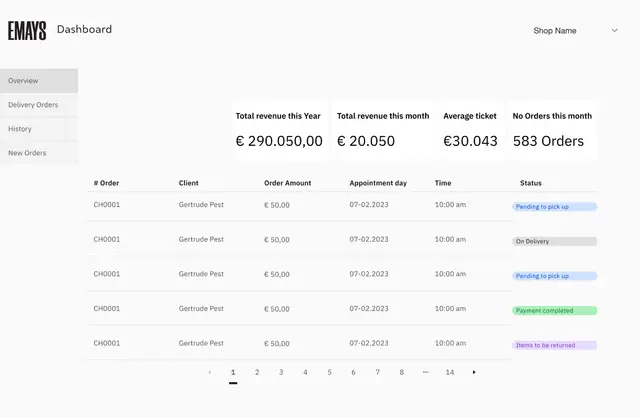 EMAYS Dashboard
Shop Name
Overview
Delivery Orders
History
New Orders
Total revenue this Year Total revenue this month Average ticket No Orders this month
€ 290.050,00 € 20.050 €30.043 583 Orders
# Order Client Order Amount Appointment day Time Status
CH0001 Gertrude Pest € 50,00 07-02.2023 10:00 am Pending to pick up
CH0001 Gertrude Pest € 50,00 07-02.2023 10:00 am On Delivery
CH0001 Gertrude Pest € 50,00 07-02.2023 10:00 am Pending to pick up
CH0001 Gertrude Pest € 50,00 07-02.2023 10:00 am Payment completed
CH0001 Gertrude Pest € 50,00 07-02.2023 10:00 am Items to be returned
1 2 3 4 5 6 7 8 ... 14